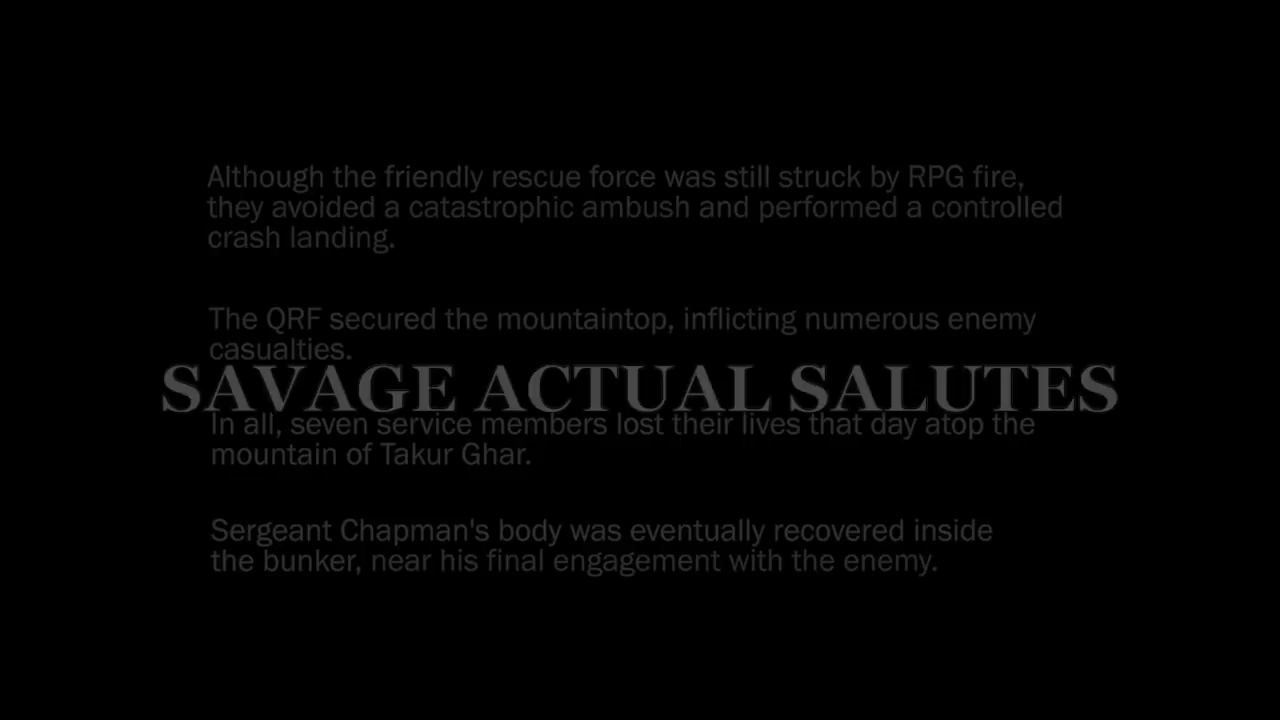 Although the friendly rescue force was still struck by RPG fire,
they avoided a catastrophic ambush and performed a controlled
crash landing.
The QRF secured the mountaintop, inflicting numerous enemy
casualties.
SAVAGE ACTUAL SALUTES
In all, seven service members lost their lives that day atop the
mountain of Takur Ghar.
Sergeant Chapman's body was eventually recovered inside
the bunker, near his final engagement with the enemy.